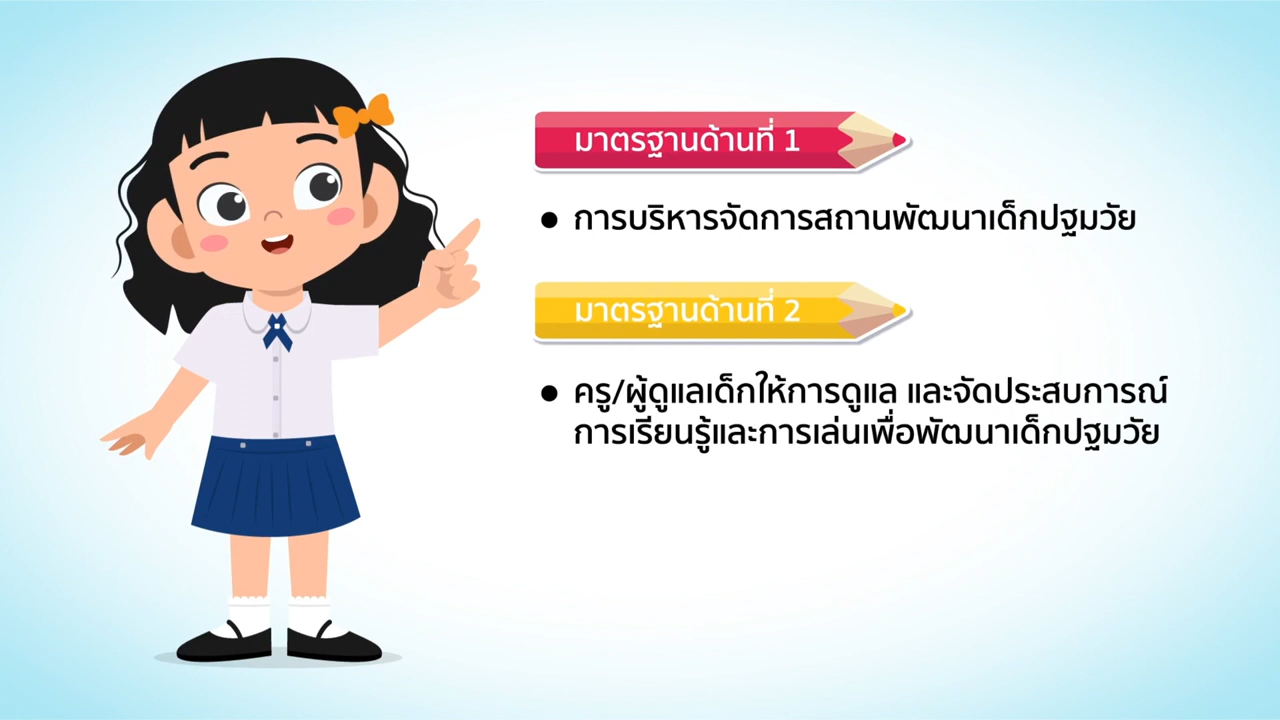 มาตรฐานด้านที่ 1
● การบริหารจัดการสถานพัฒนาเด็กปฐมวัย
มาตรฐานด้านที่ 2
● ครู/ผู้ดูแลเด็กให้การดูแล และจัดประสบการณ์
การเรียนรู้และการเล่นเพื่อพัฒนาเด็กปฐมวัย